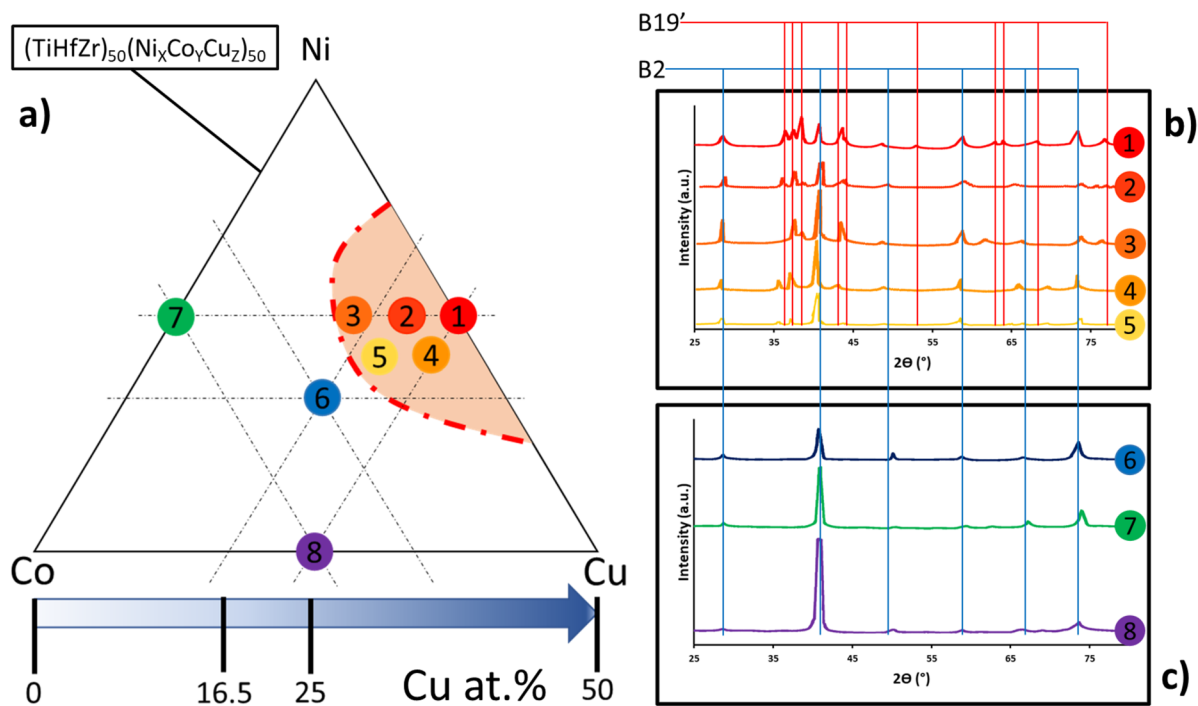 (TiHfZr)₅₀(NiₓCoᵧCu_Z)₅₀
Ni
a)
1
2
3
4
5
6
7
8
Co
Cu
0
16.5
25
Cu at.%
50
B19’
B2
b)
Intensity (a.u.)
1
2
3
4
5
25 35 45 55 65 75
2Θ (°)
Intensity (a.u.)
6
7
8
25 35 45 55 65 75
2Θ (°)
c)